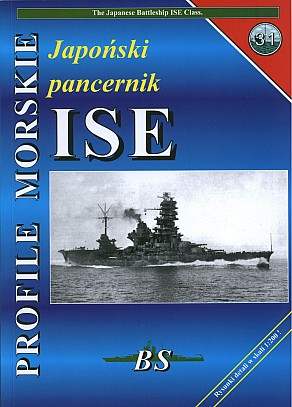 The Japanese Battleship ISE Class.
31
PROFILE MORSKIE
Japoński
pancernik
ISE
BS
Rysunki detali w skali 1:200 !